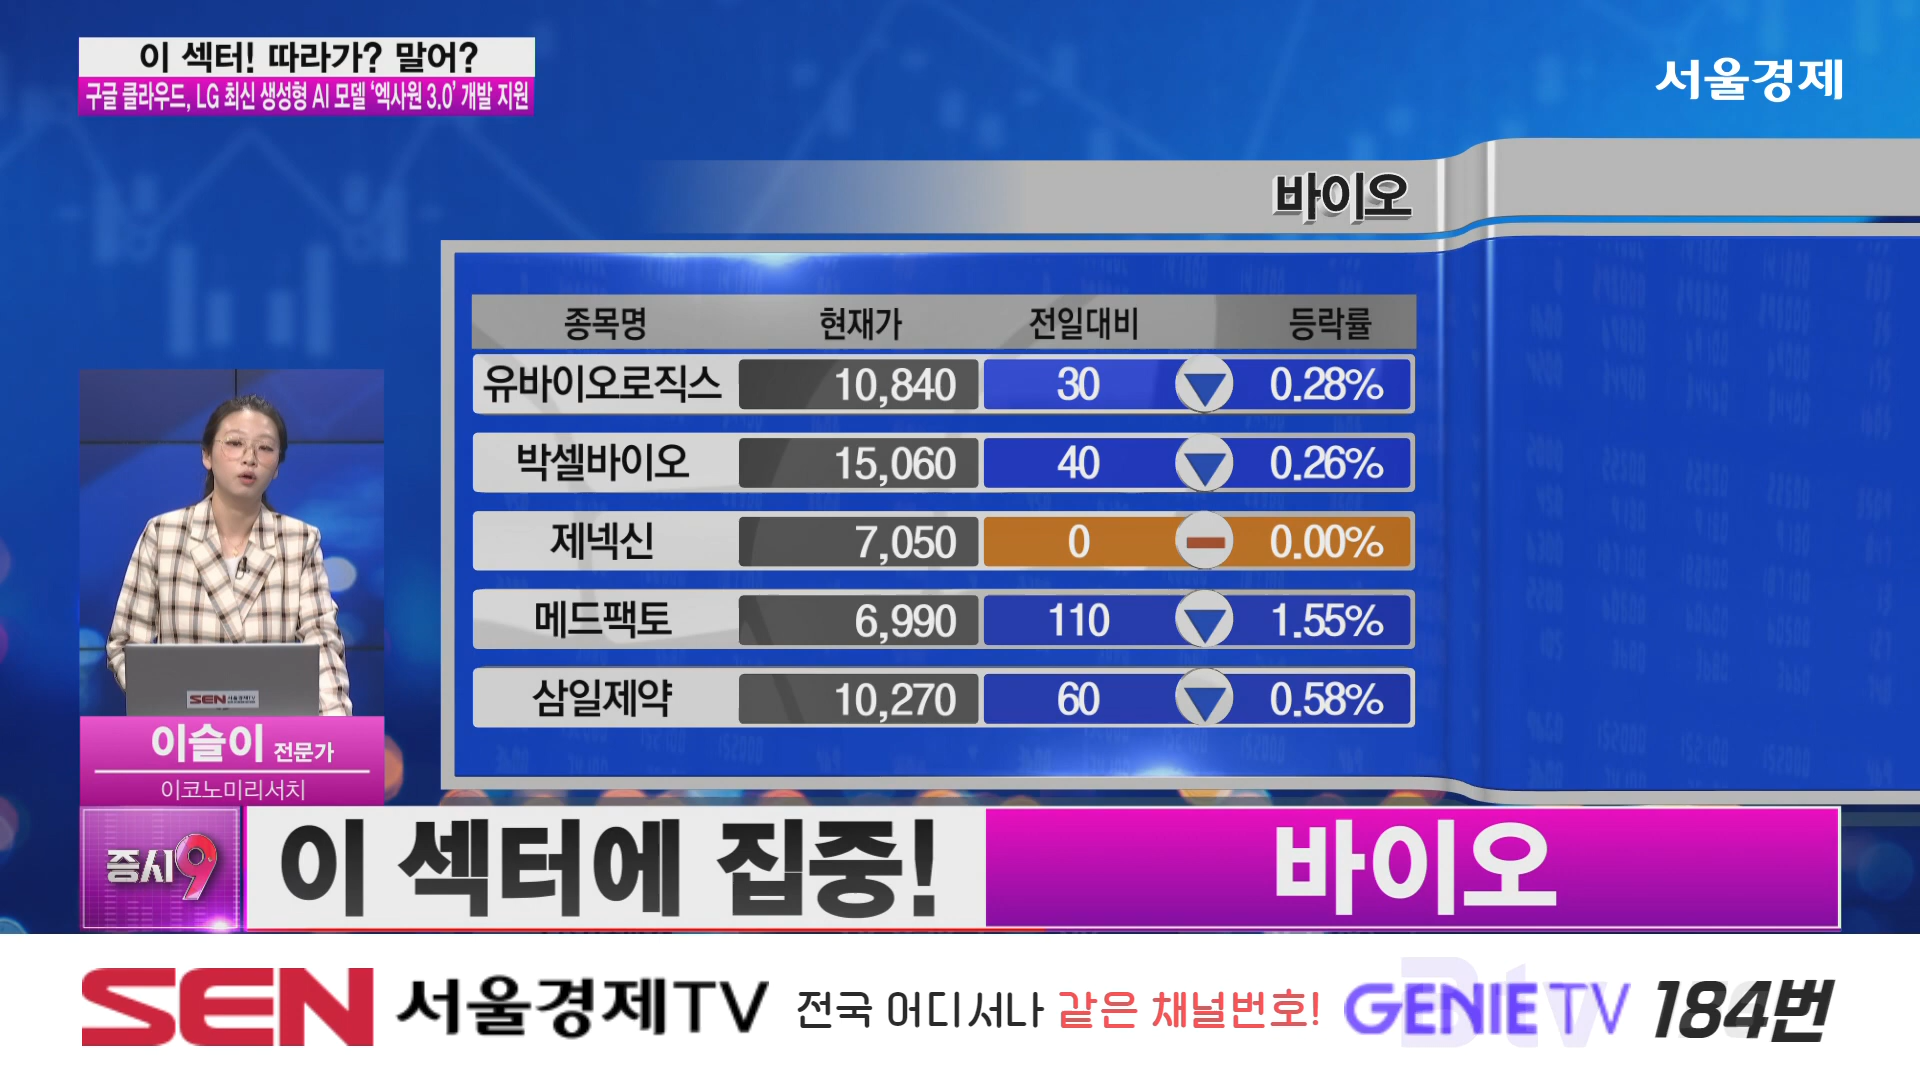 이 섹터! 따라가? 말어?
구글 클라우드, LG 최신 생성형 AI 모델 ‘엑사원 3.0’ 개발 지원
서울경제
바이오
종목명 현재가 전일대비 등락률
유바이오로직스 10,840 30 ▼ 0.28%
박셀바이오 15,060 40 ▼ 0.26%
제넥신 7,050 0 - 0.00%
메드팩토 6,990 110 ▼ 1.55%
삼일제약 10,270 60 ▼ 0.58%
SEN 서울경제TV
이슬이 전문가
이코노미리서치
증시9
이 섹터에 집중!
바이오
SEN 서울경제TV 전국 어디서나 같은 채널번호! GENIE TV 184번